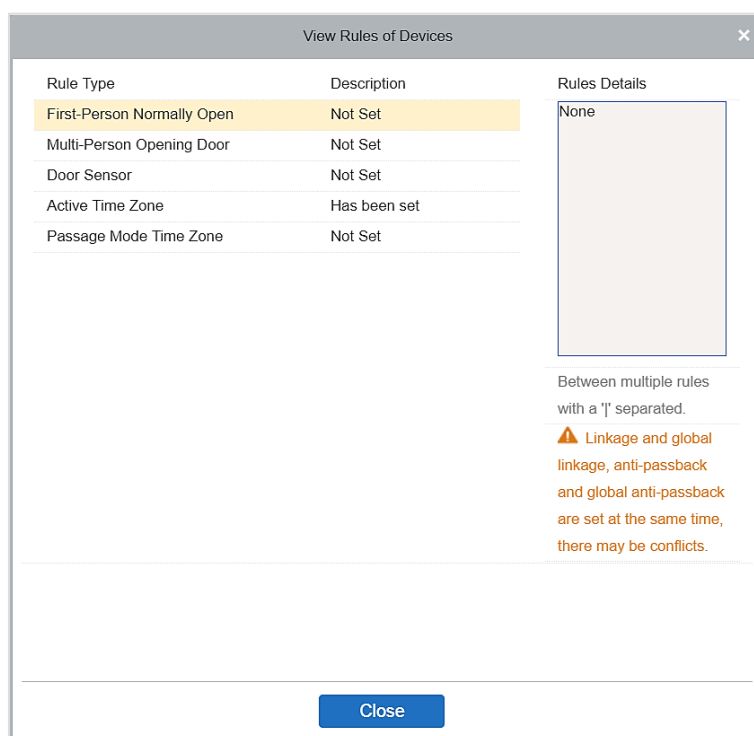 View Rules of Devices
×
Rule Type Description Rules Details
First-Person Normally Open Not Set
Multi-Person Opening Door Not Set
Door Sensor Not Set
Active Time Zone Has been set
Passage Mode Time Zone Not Set
None
Between multiple rules
with a '|' separated.
Linkage and global
linkage, anti-passback
and global anti-passback
are set at the same time,
there may be conflicts.
Close